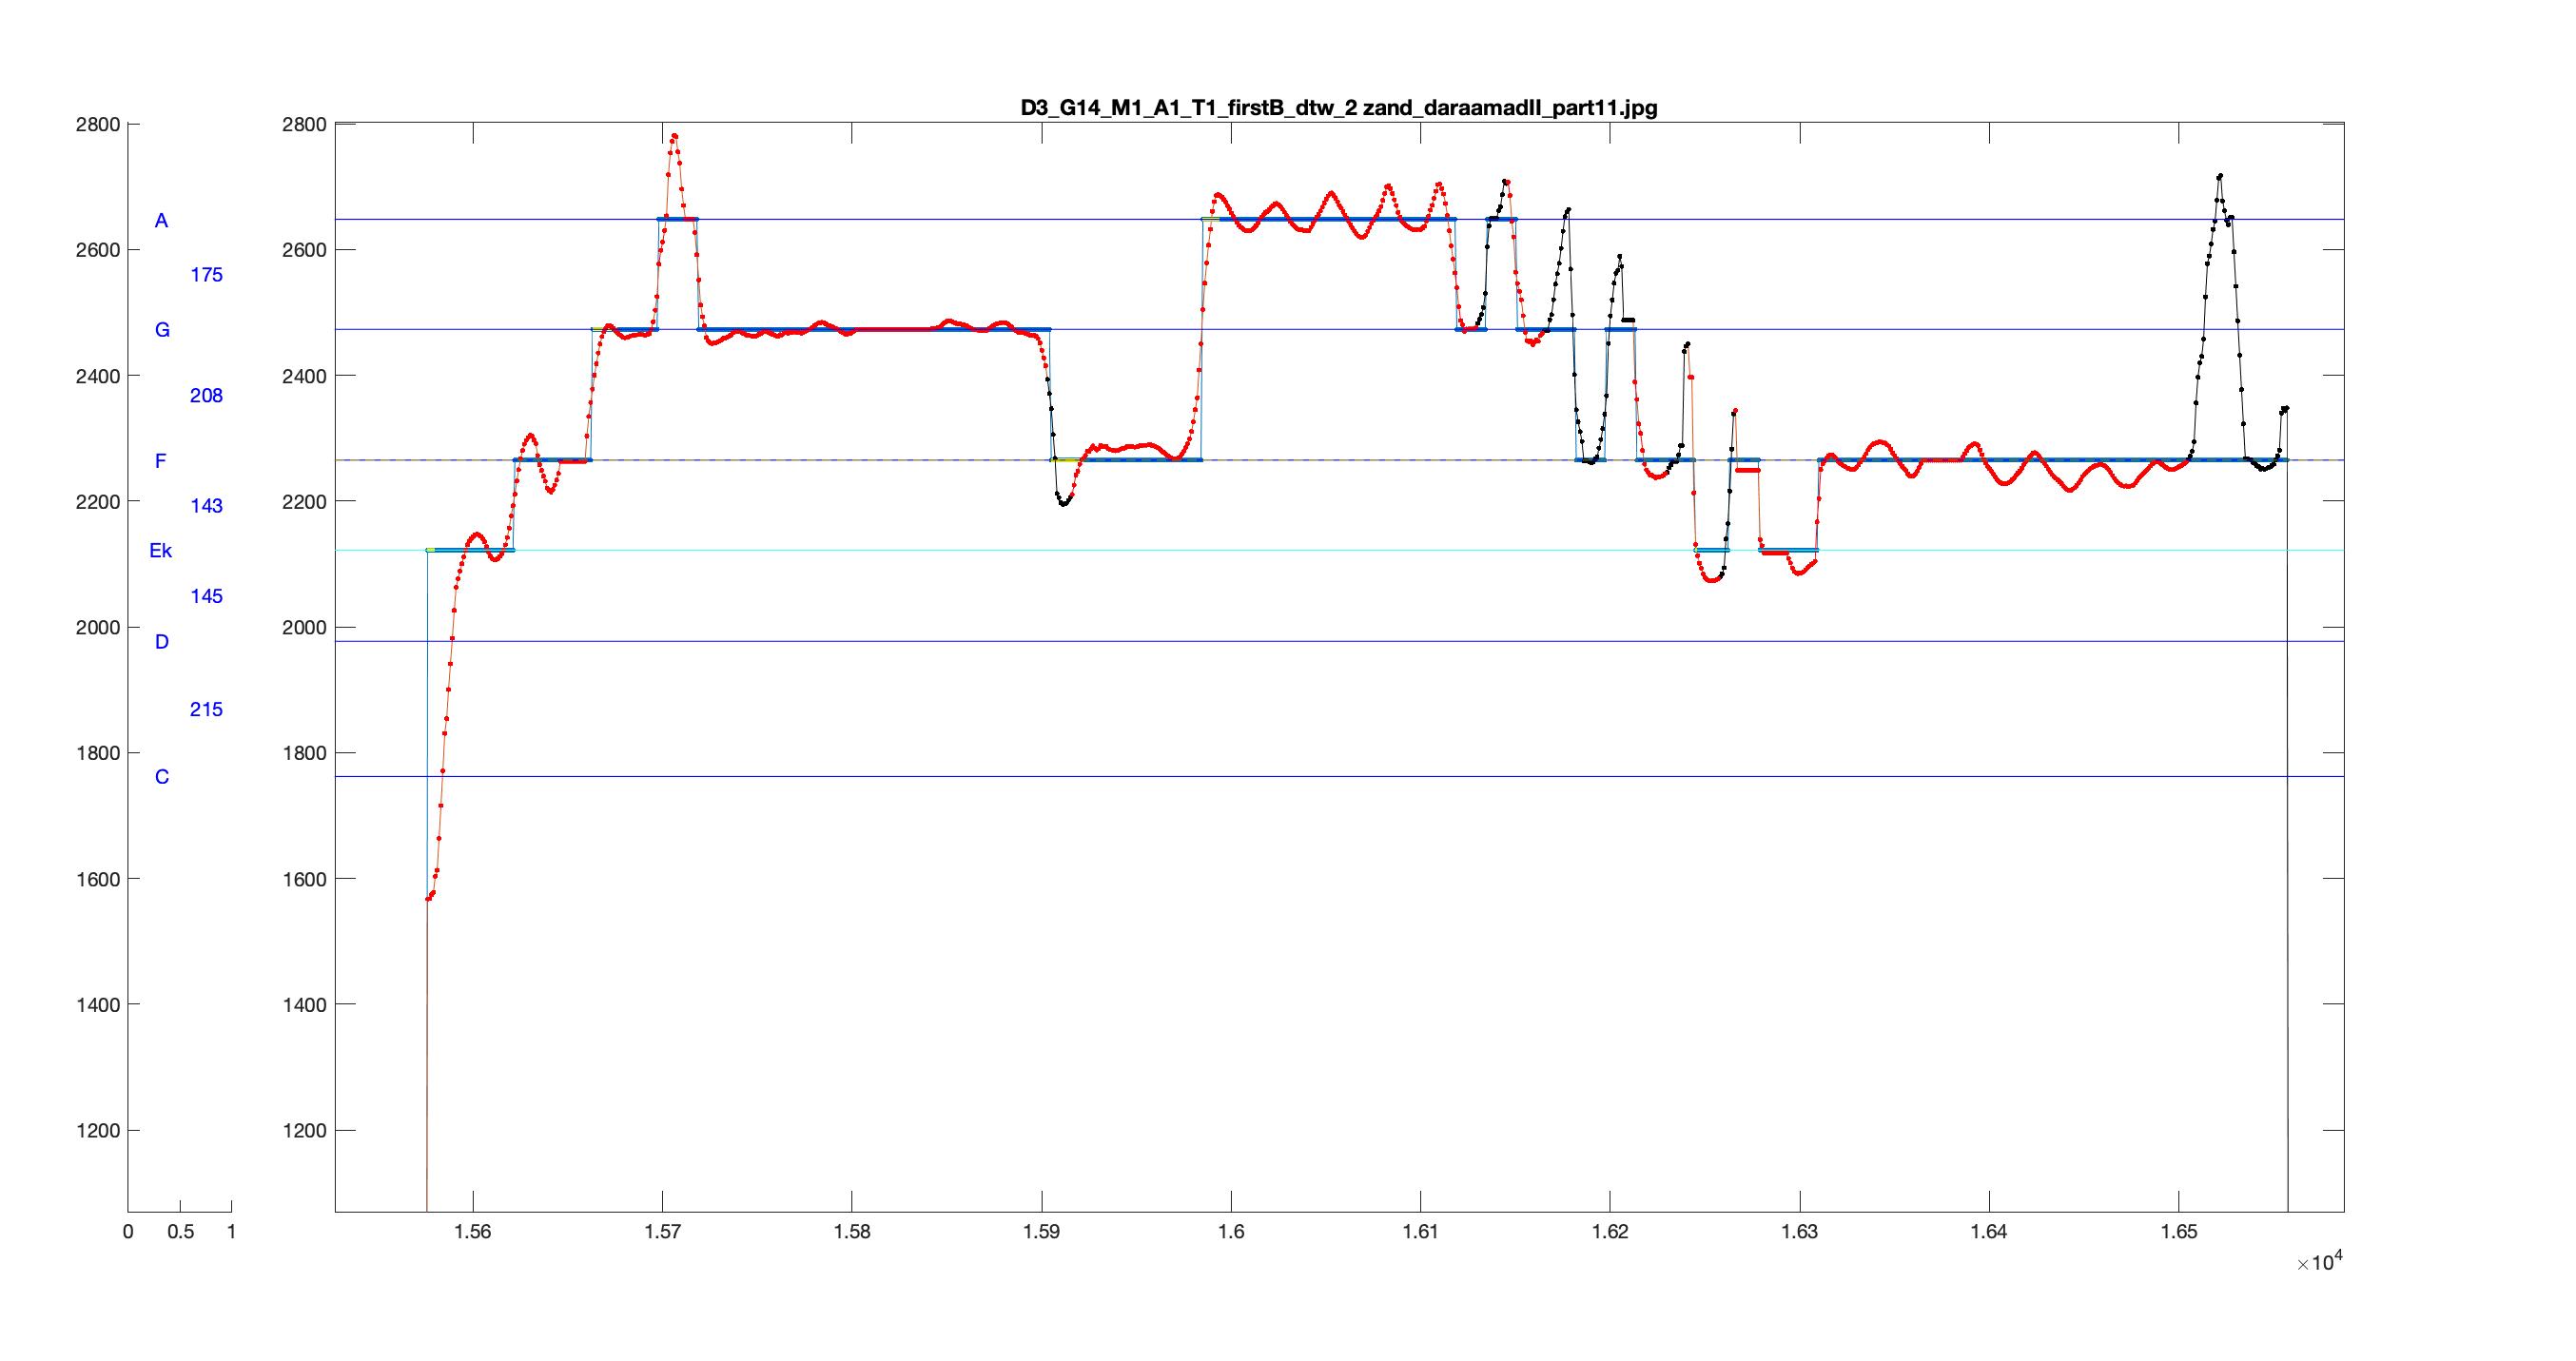 D3_G14_M1_A1_T1_firstB_dtw_2 zand_daraamadII_part11.jpg
2800 2800
A
2600 2600
175
G
2400 2400
208
F
2200 2200
143
Ek
145
2000 2000
D
215
1800 1800
C
1600 1600
1400 1400
1200 1200
0 0.5 1 1.56 1.57 1.58 1.59 1.6 1.61 1.62 1.63 1.64 1.65
×10⁴